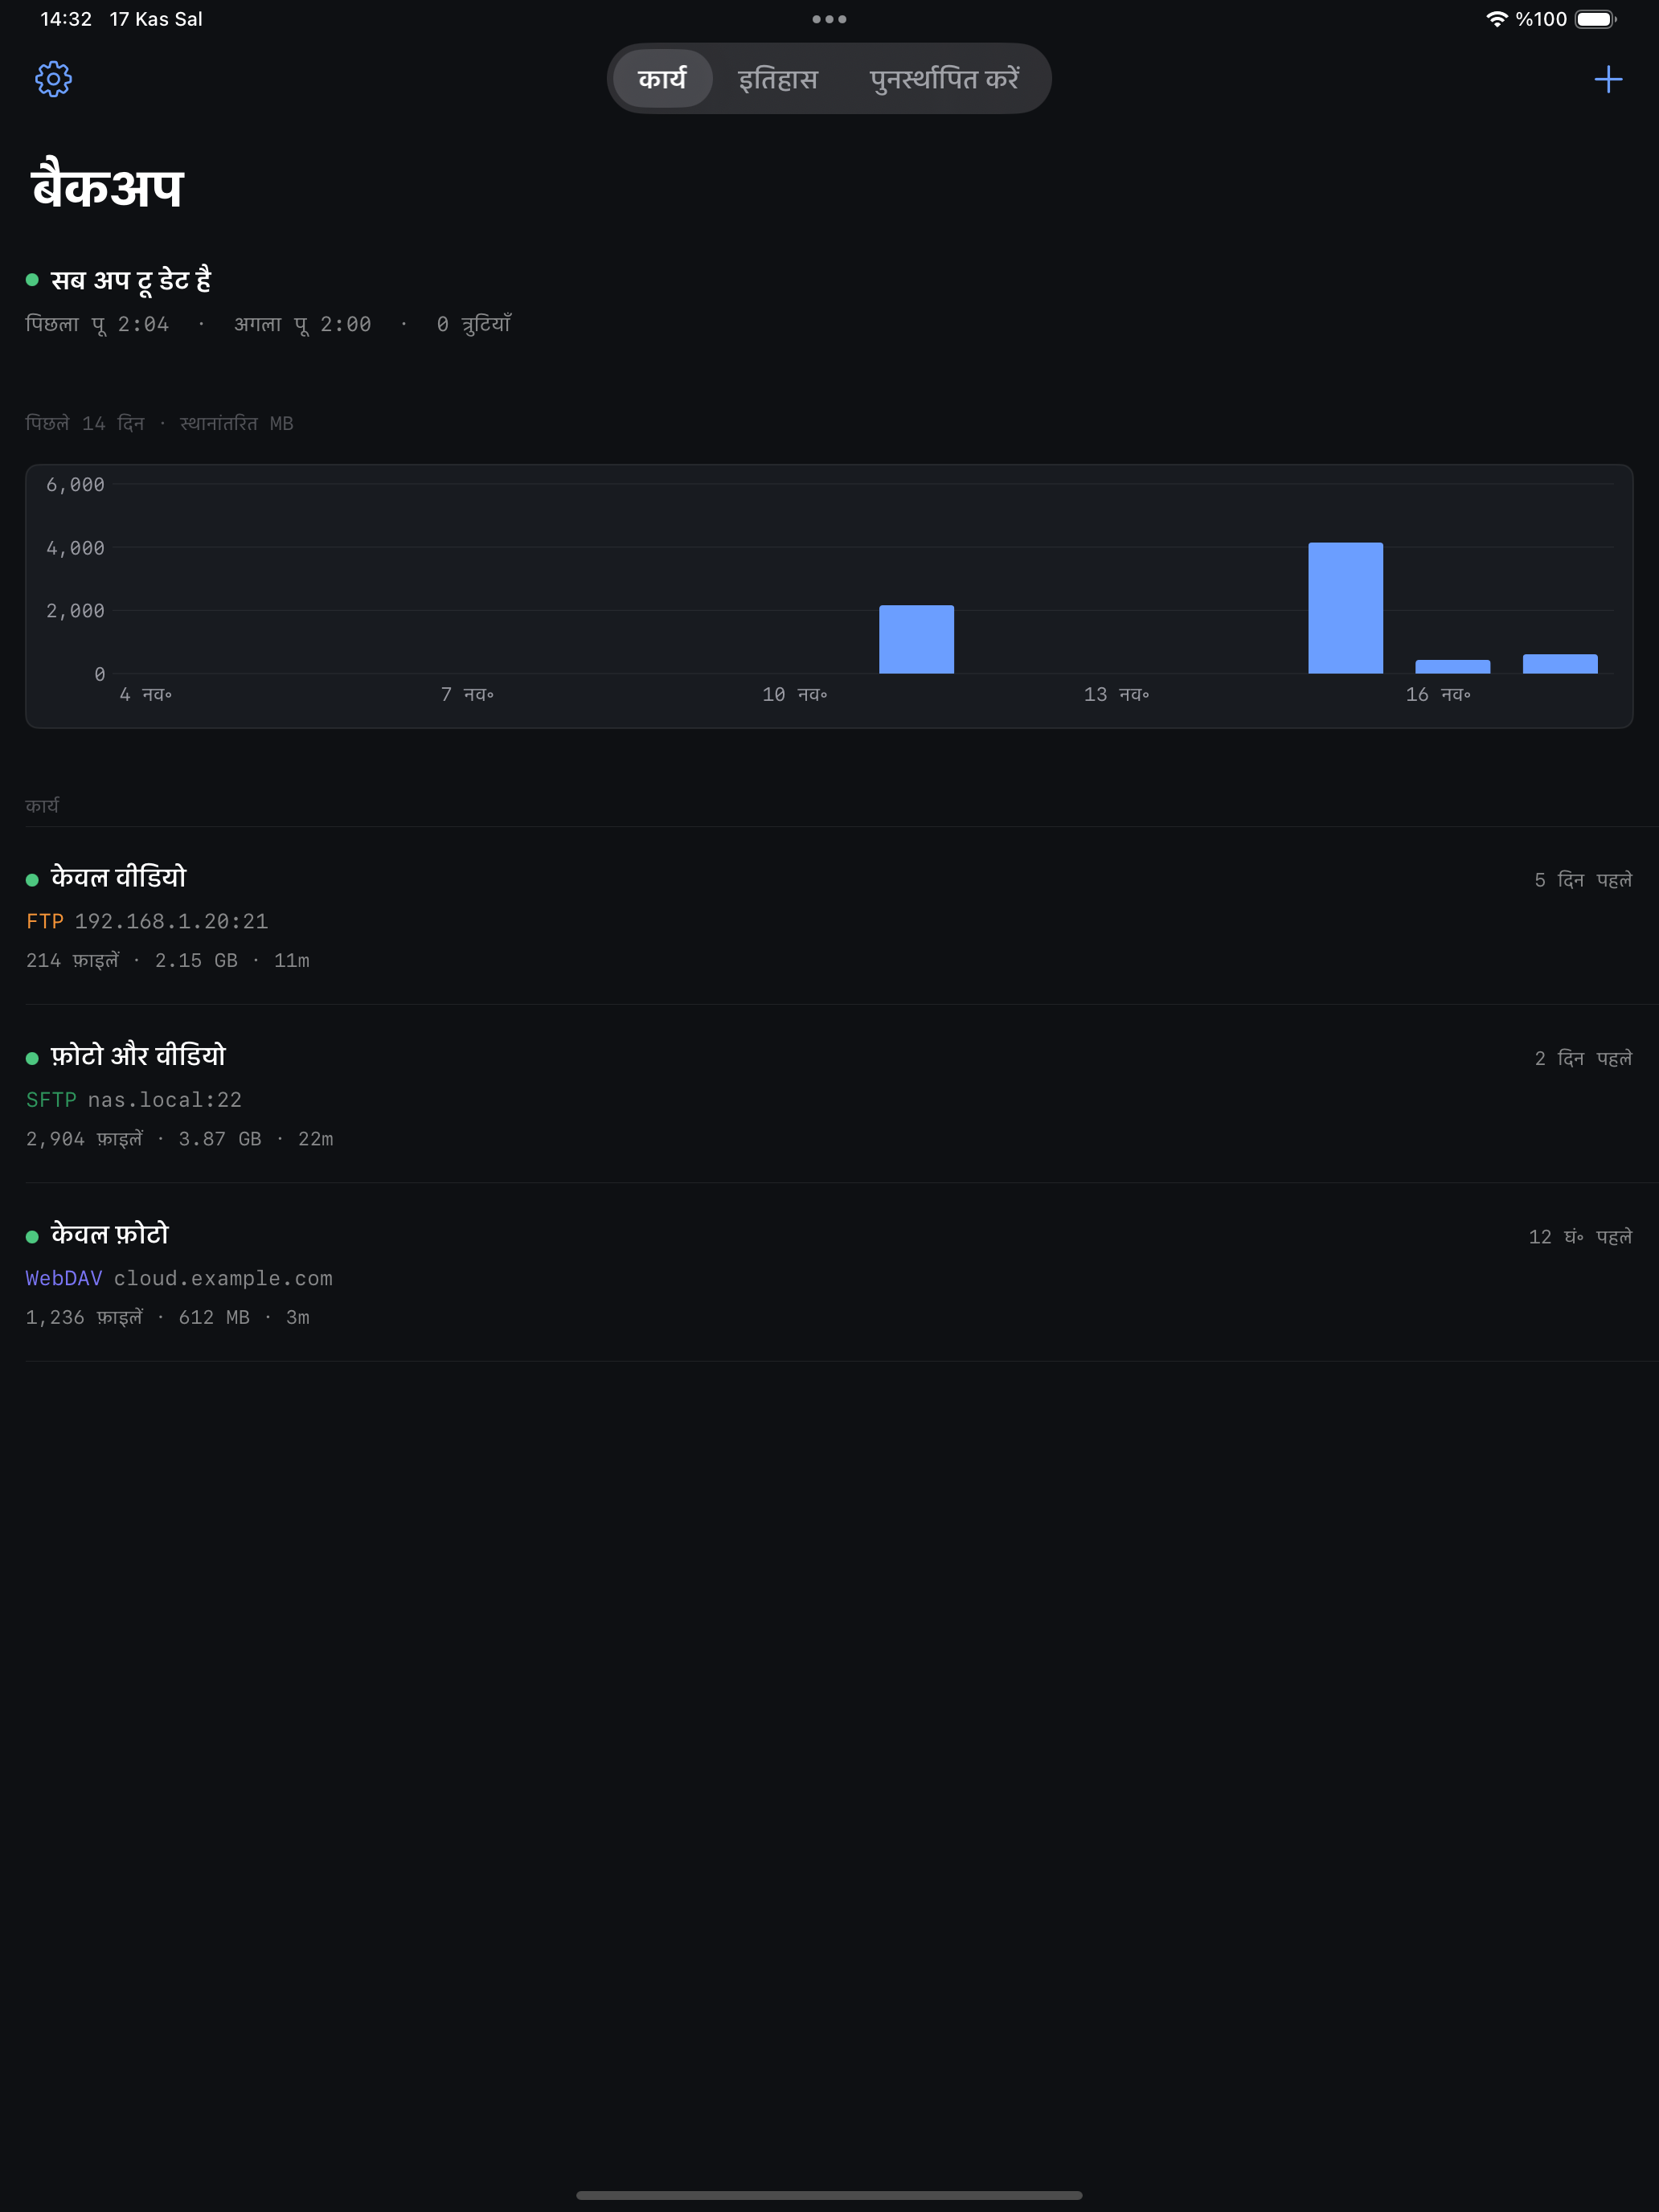 14:32 17 Kas Sal
%100
कार्य इतिहास पुनर्स्थापित करें
बैकअप
सब अप टू डेट है
पिछला पू 2:04 · अगला पू 2:00 · 0 त्रुटियाँ
पिछले 14 दिन · स्थानांतरित MB
6,000
4,000
2,000
0
4 नव॰ 7 नव॰ 10 नव॰ 13 नव॰ 16 नव॰
कार्य
केवल वीडियो 5 दिन पहले
FTP 192.168.1.20:21
214 फ़ाइलें · 2.15 GB · 11m
फ़ोटो और वीडियो 2 दिन पहले
SFTP nas.local:22
2,904 फ़ाइलें · 3.87 GB · 22m
केवल फ़ोटो 12 घं॰ पहले
WebDAV cloud.example.com
1,236 फ़ाइलें · 612 MB · 3m